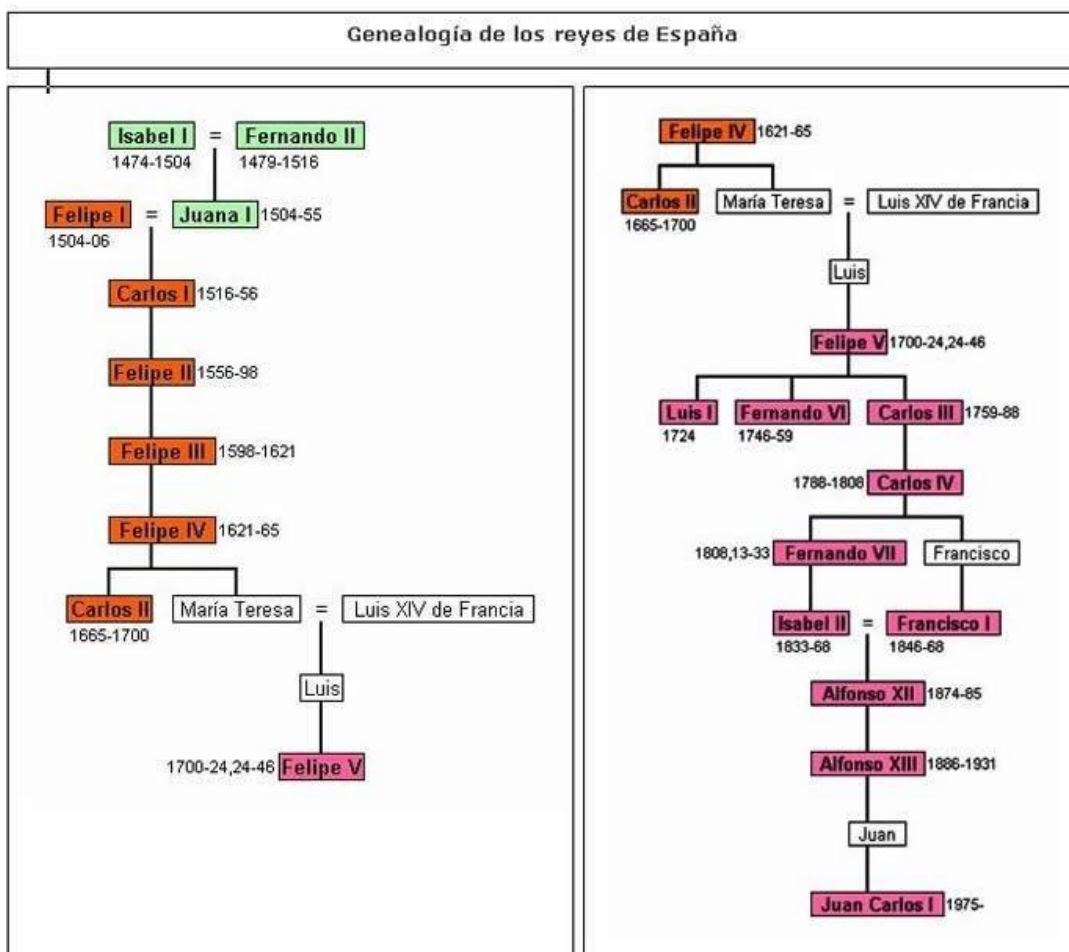 Genealogía de los reyes de España
Isabel I = Fernando II
1474-1504 1479-1516
Felipe I = Juana I 1504-55
1504-06
Carlos I 1516-56
Felipe II 1556-98
Felipe III 1598-1621
Felipe IV 1621-65
Carlos II María Teresa = Luis XIV de Francia
1665-1700
Luis
1700-24,24-46 Felipe V
Felipe IV 1621-65
Carlos II María Teresa = Luis XIV de Francia
1665-1700
Luis
Felipe V 1700-24,24-46
Luis I Fernando VI Carlos III 1759-88
1724 1746-59
1788-1808 Carlos IV
1808,13-33 Fernando VII Francisco
Isabel II = Francisco I
1833-68 1846-68
Alfonso XII 1874-85
Alfonso XIII 1886-1931
Juan
Juan Carlos I 1975-